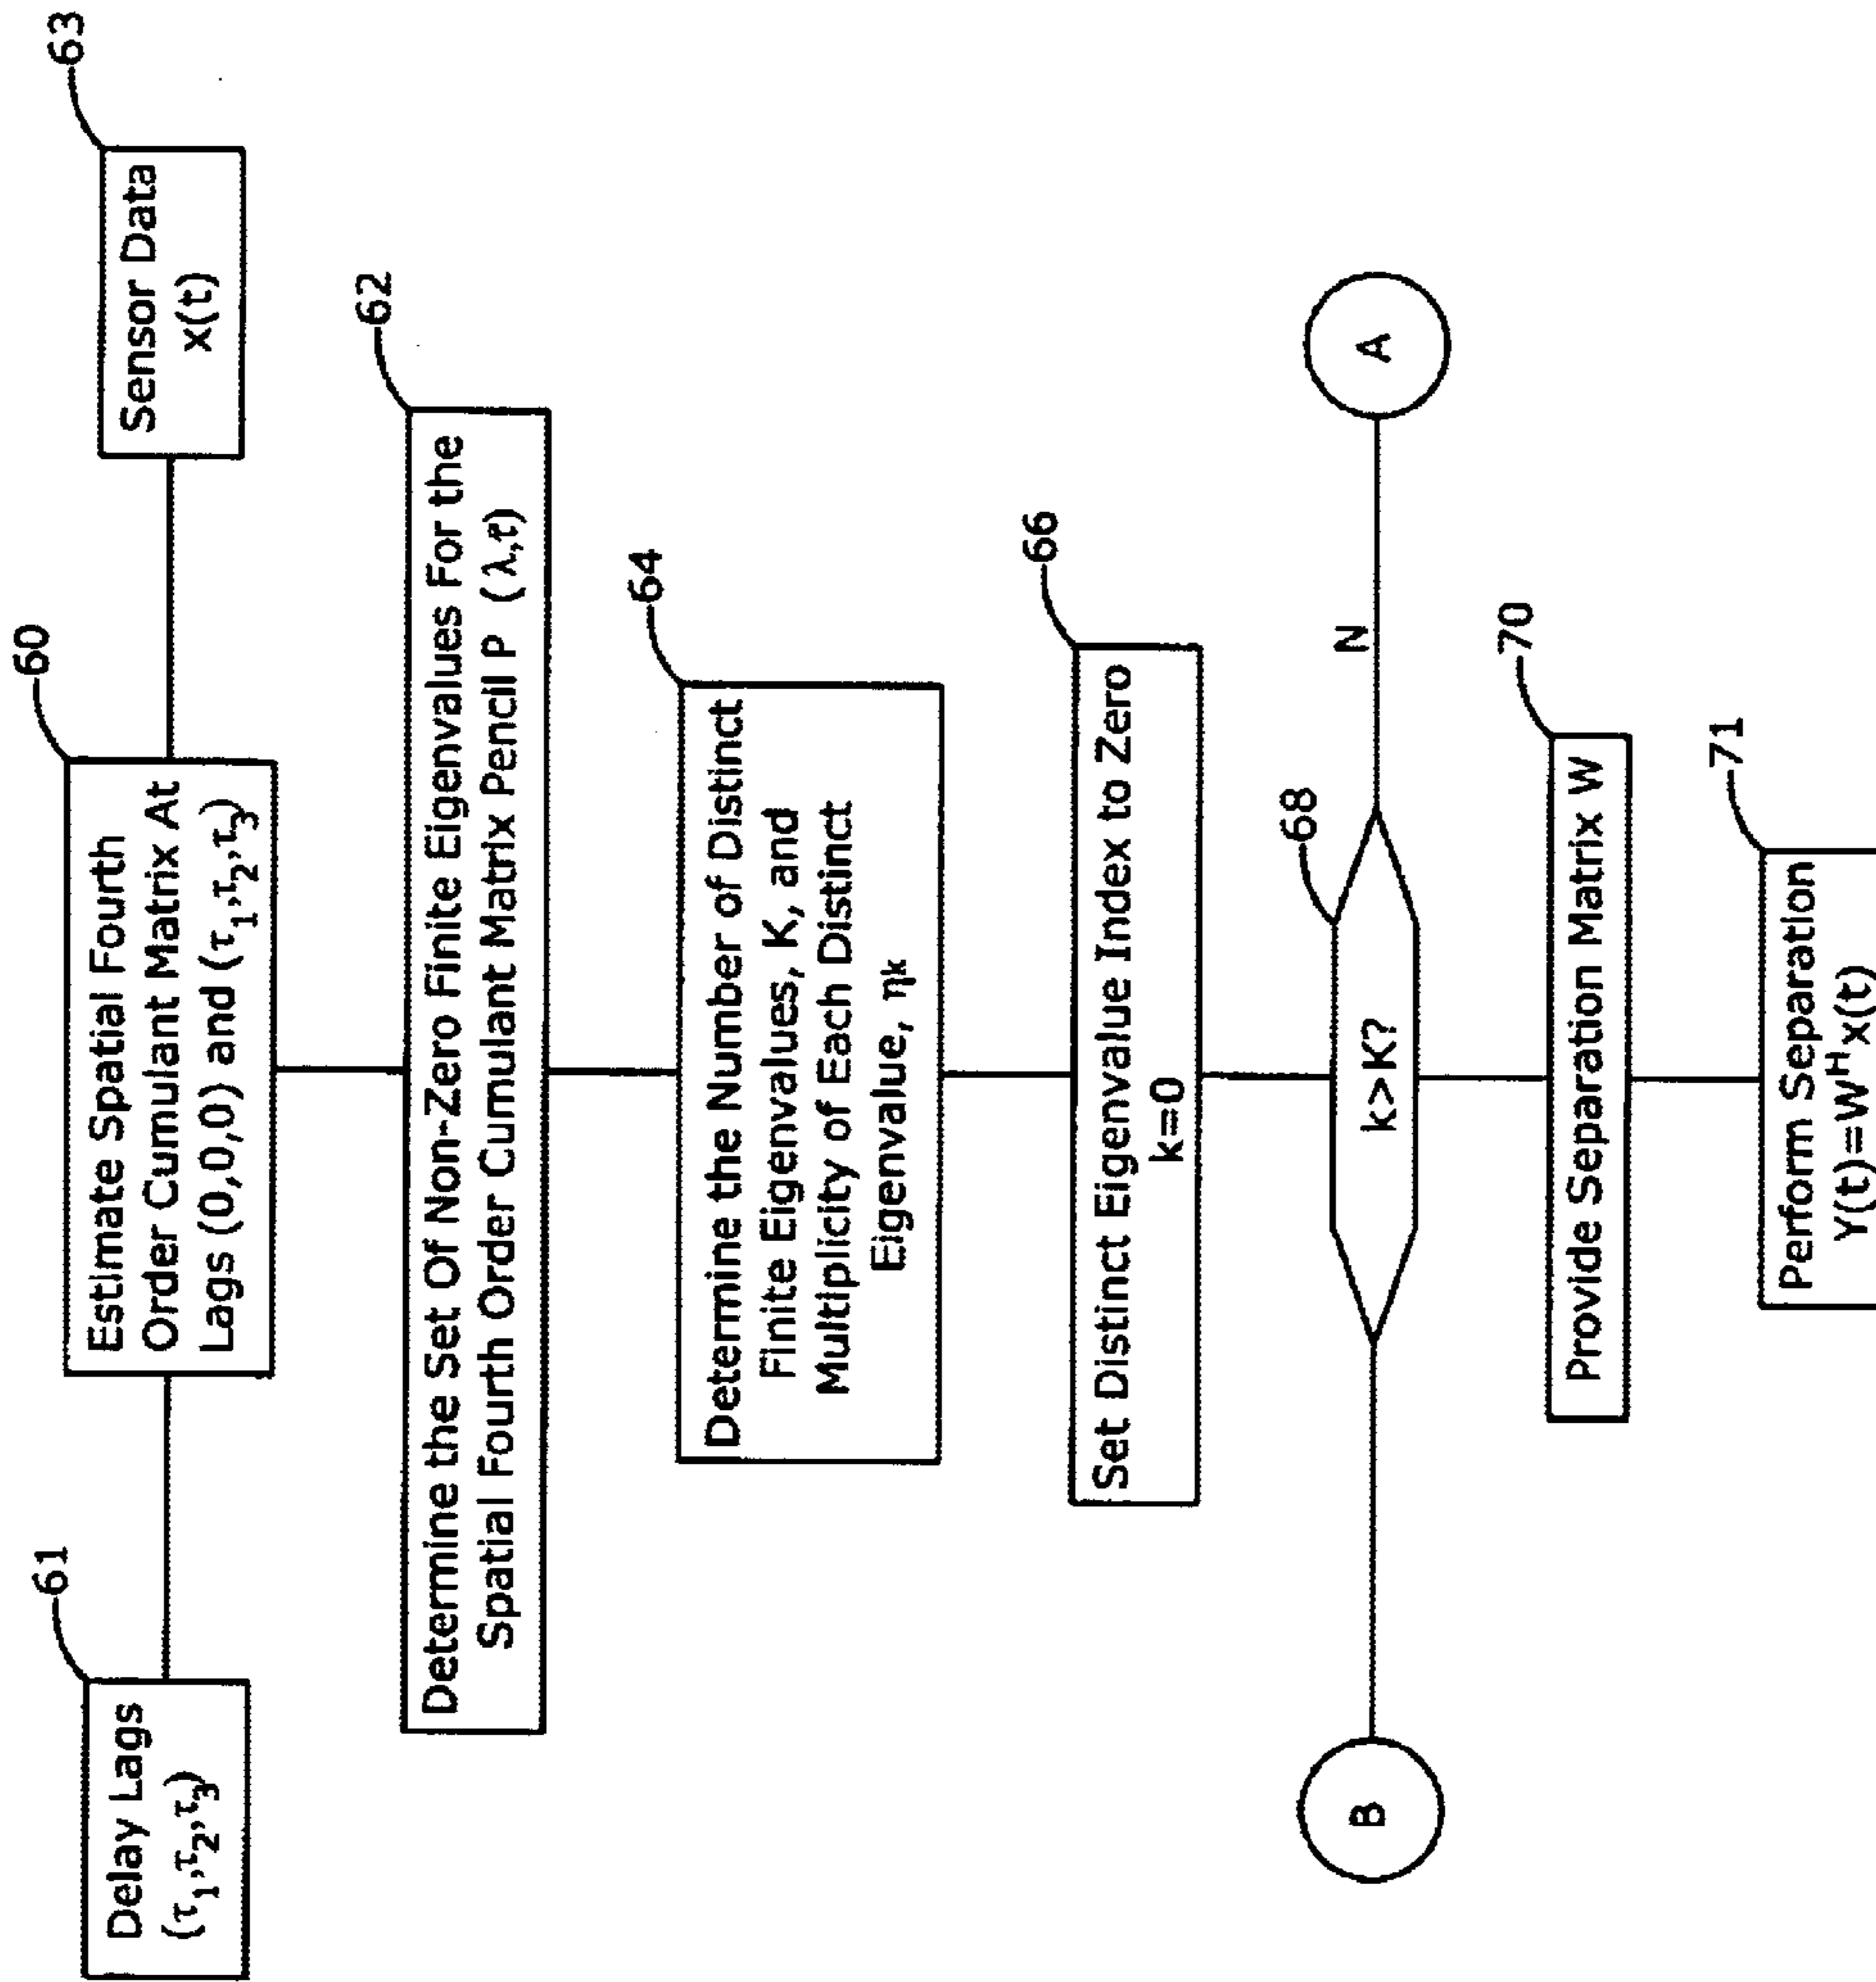 61
Delay Lags
(τ1,τ2,τ3)
60
Estimate Spatial Fourth
Order Cumulant Matrix At
Lags (0,0,0) and (τ1,τ2,τ3)
63
Sensor Data
x(t)
62
Determine the Set Of Non-Zero Finite Eigenvalues For the
Spatial Fourth Order Cumulant Matrix Pencil P (λ,τ)
64
Determine the Number of Distinct
Finite Eigenvalues, K, and
Multiplicity of Each Distinct
Eigenvalue, ηk
66
Set Distinct Eigenvalue Index to Zero
k=0
B
68
k>K?
N
A
70
Provide Separation Matrix W
71
Perform Separation
Y(t)=W^H x(t)